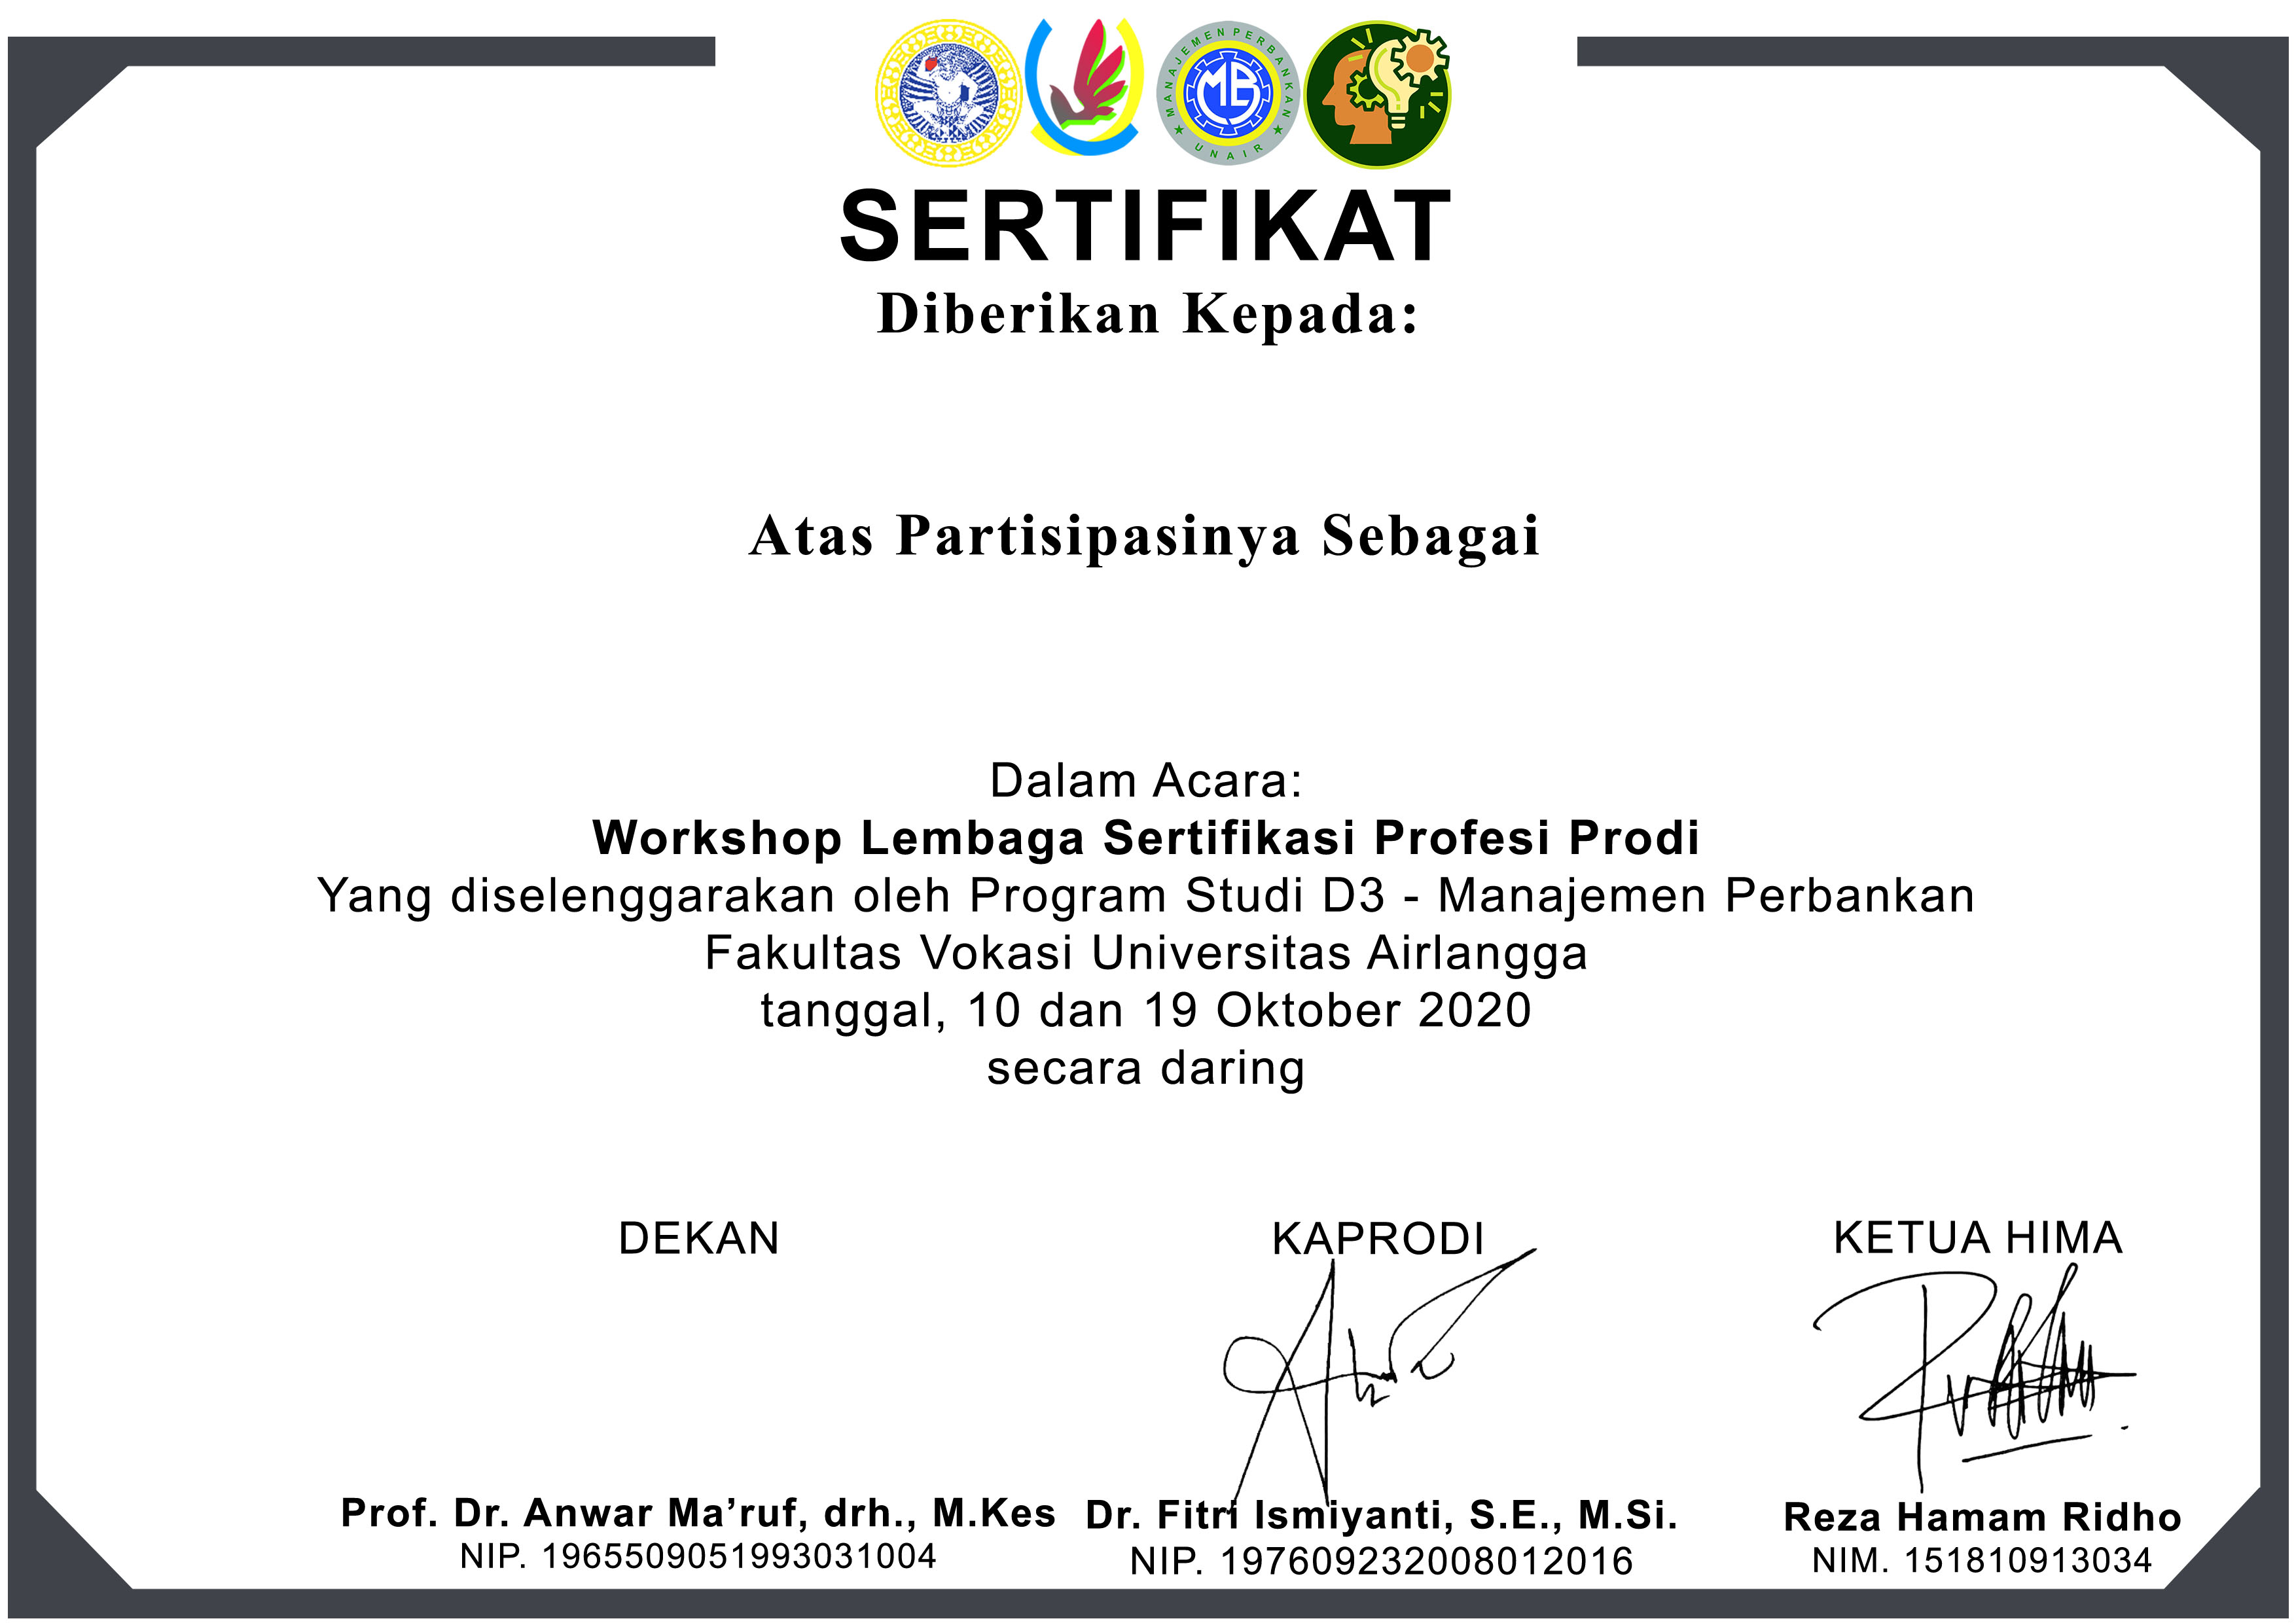 MANAJEMEN PERBANKAN
UNAIR
MB
SERTIFIKAT
Diberikan Kepada:
Atas Partisipasinya Sebagai
Dalam Acara:
Workshop Lembaga Sertifikasi Profesi Prodi
Yang diselenggarakan oleh Program Studi D3 - Manajemen Perbankan
Fakultas Vokasi Universitas Airlangga
tanggal, 10 dan 19 Oktober 2020
secara daring
DEKAN
KAPRODI
KETUA HIMA
Prof. Dr. Anwar Ma’ruf, drh., M.Kes
NIP. 19655090519930​31004
Dr. Fitri Ismiyanti, S.E., M.Si.
NIP. 197609232008012016
Reza Hamam Ridho
NIM. 151810913034